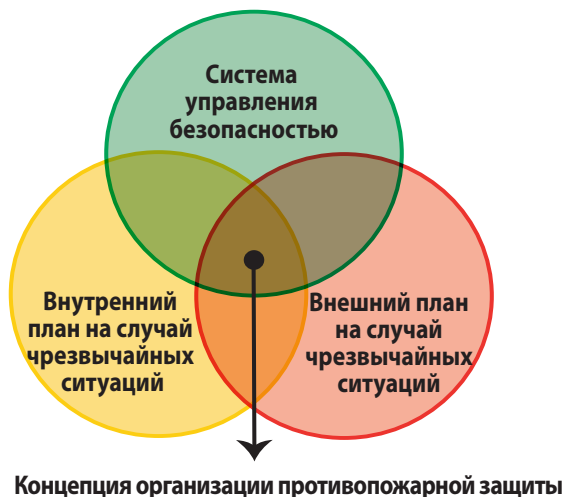 Система
управления
безопасностью
Внутренний
план на случай
чрезвычайных
ситуаций
Внешний план
на случай
чрезвычайных
ситуаций
Концепция организации противопожарной защиты